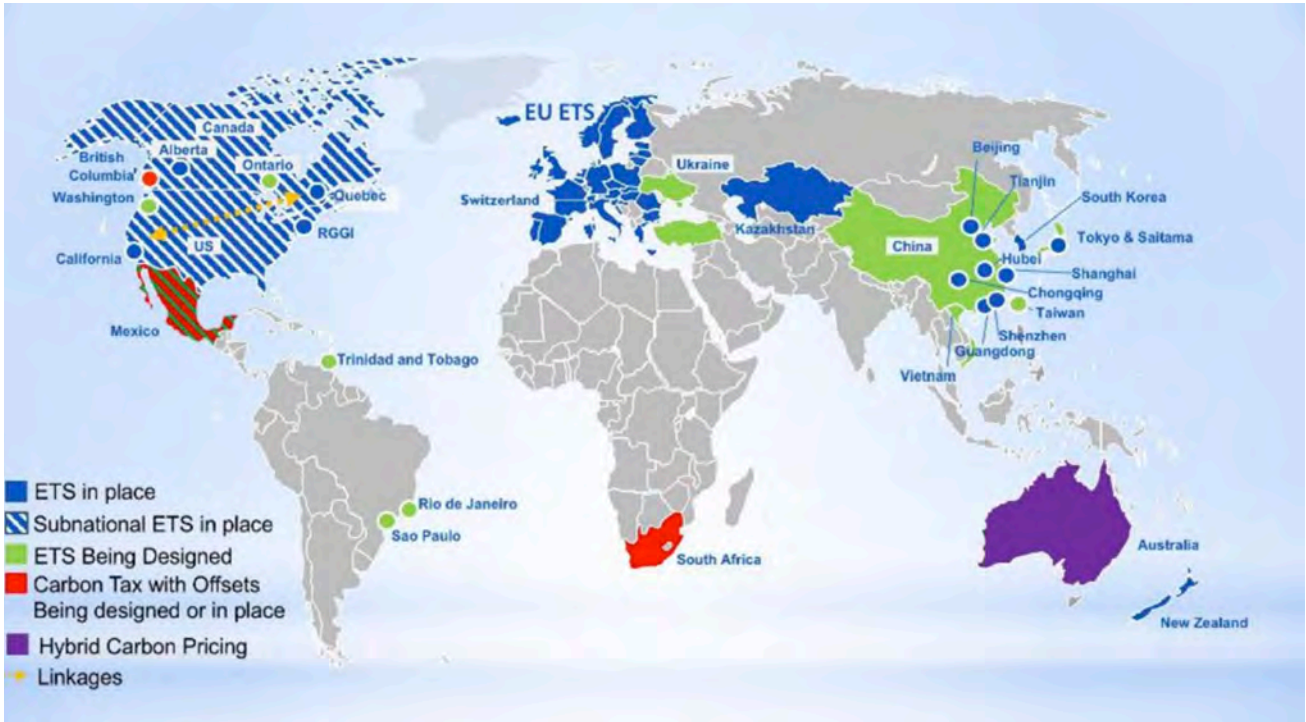 EU ETS
Canada
British
Columbia
Alberta
Ontario
Washington
Quebec
US
RGGI
California
Mexico
Switzerland
Ukraine
Kazakhstan
Beijing
Tianjin
South Korea
China
Tokyo & Saitama
Hubei
Shanghai
Chongqing
Taiwan
Shenzhen
Guangdong
Vietnam
Trinidad and Tobago
Rio de Janeiro
Sao Paulo
South Africa
Australia
New Zealand
ETS in place
Subnational ETS in place
ETS Being Designed
Carbon Tax with Offsets
Being designed or in place
Hybrid Carbon Pricing
Linkages